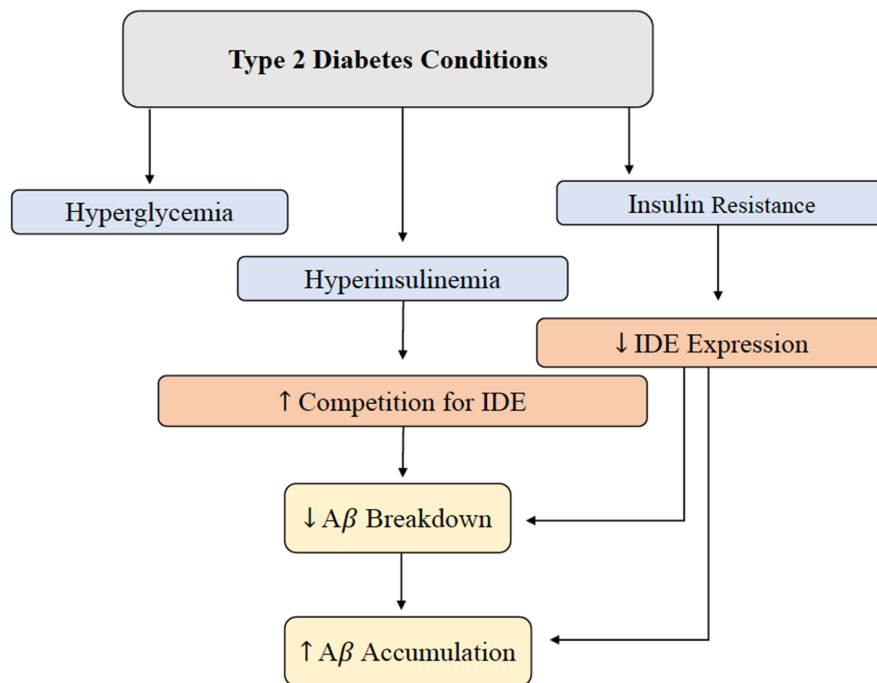 Type 2 Diabetes Conditions
Hyperglycemia
Insulin Resistance
Hyperinsulinemia
↓ IDE Expression
↑ Competition for IDE
↓ Aβ Breakdown
↑ Aβ Accumulation